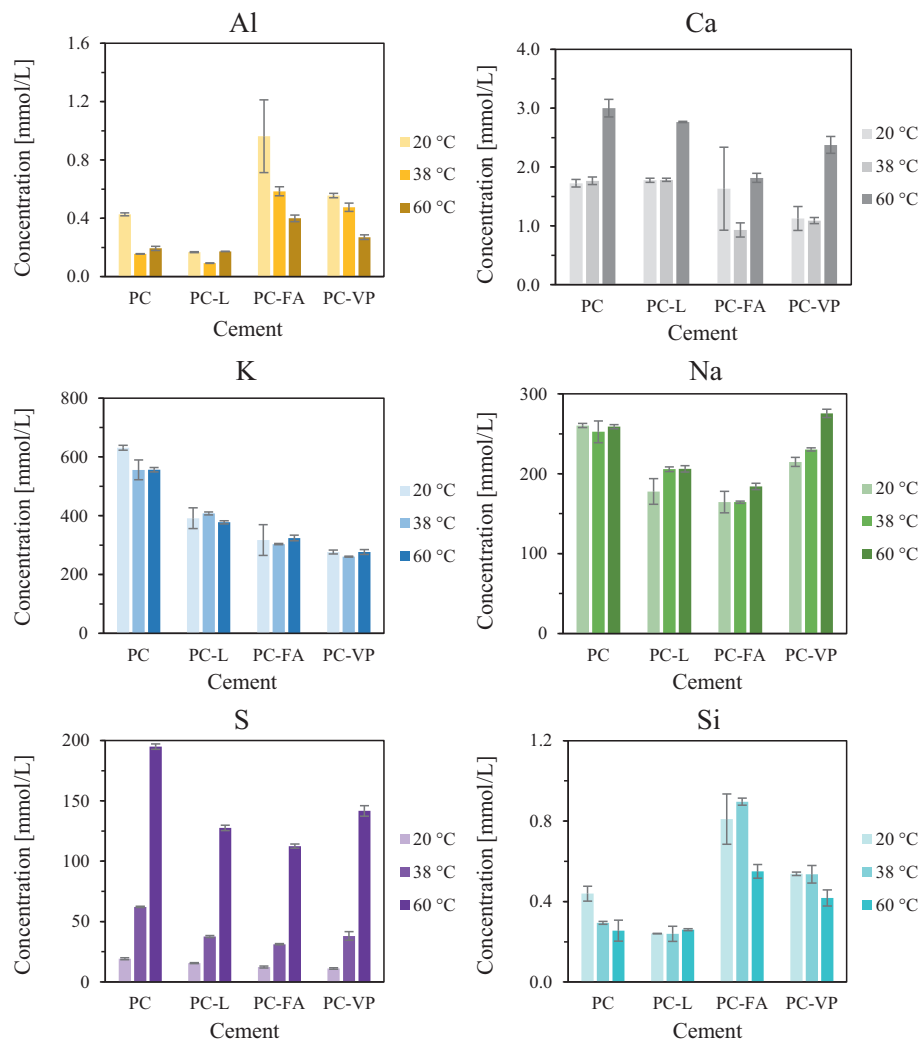 Al
Concentration [mmol/L]
1.6
1.2
0.8
0.4
0.0
PC PC-L PC-FA PC-VP
Cement
20 °C
38 °C
60 °C
Ca
Concentration [mmol/L]
4.0
3.0
2.0
1.0
0.0
PC PC-L PC-FA PC-VP
Cement
20 °C
38 °C
60 °C
K
Concentration [mmol/L]
800
600
400
200
0
PC PC-L PC-FA PC-VP
Cement
20 °C
38 °C
60 °C
Na
Concentration [mmol/L]
300
200
100
0
PC PC-L PC-FA PC-VP
Cement
20 °C
38 °C
60 °C
S
Concentration [mmol/L]
200
150
100
50
0
PC PC-L PC-FA PC-VP
Cement
20 °C
38 °C
60 °C
Si
Concentration [mmol/L]
1.2
0.8
0.4
0.0
PC PC-L PC-FA PC-VP
Cement
20 °C
38 °C
60 °C